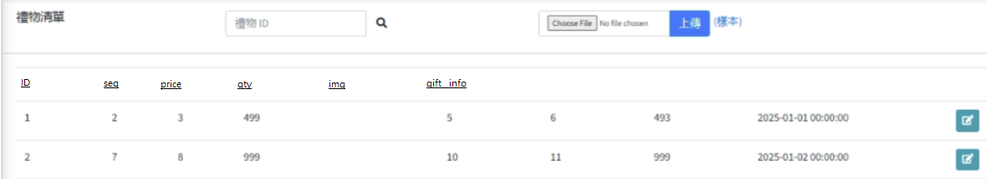 禮物清單 禮物 ID Choose File No file chosen 上傳 (樣本)
ID seq price qty img gift_info
1 2 3 499 5 6 493 2025-01-01 00:00:00
2 7 8 999 10 11 999 2025-01-02 00:00:00